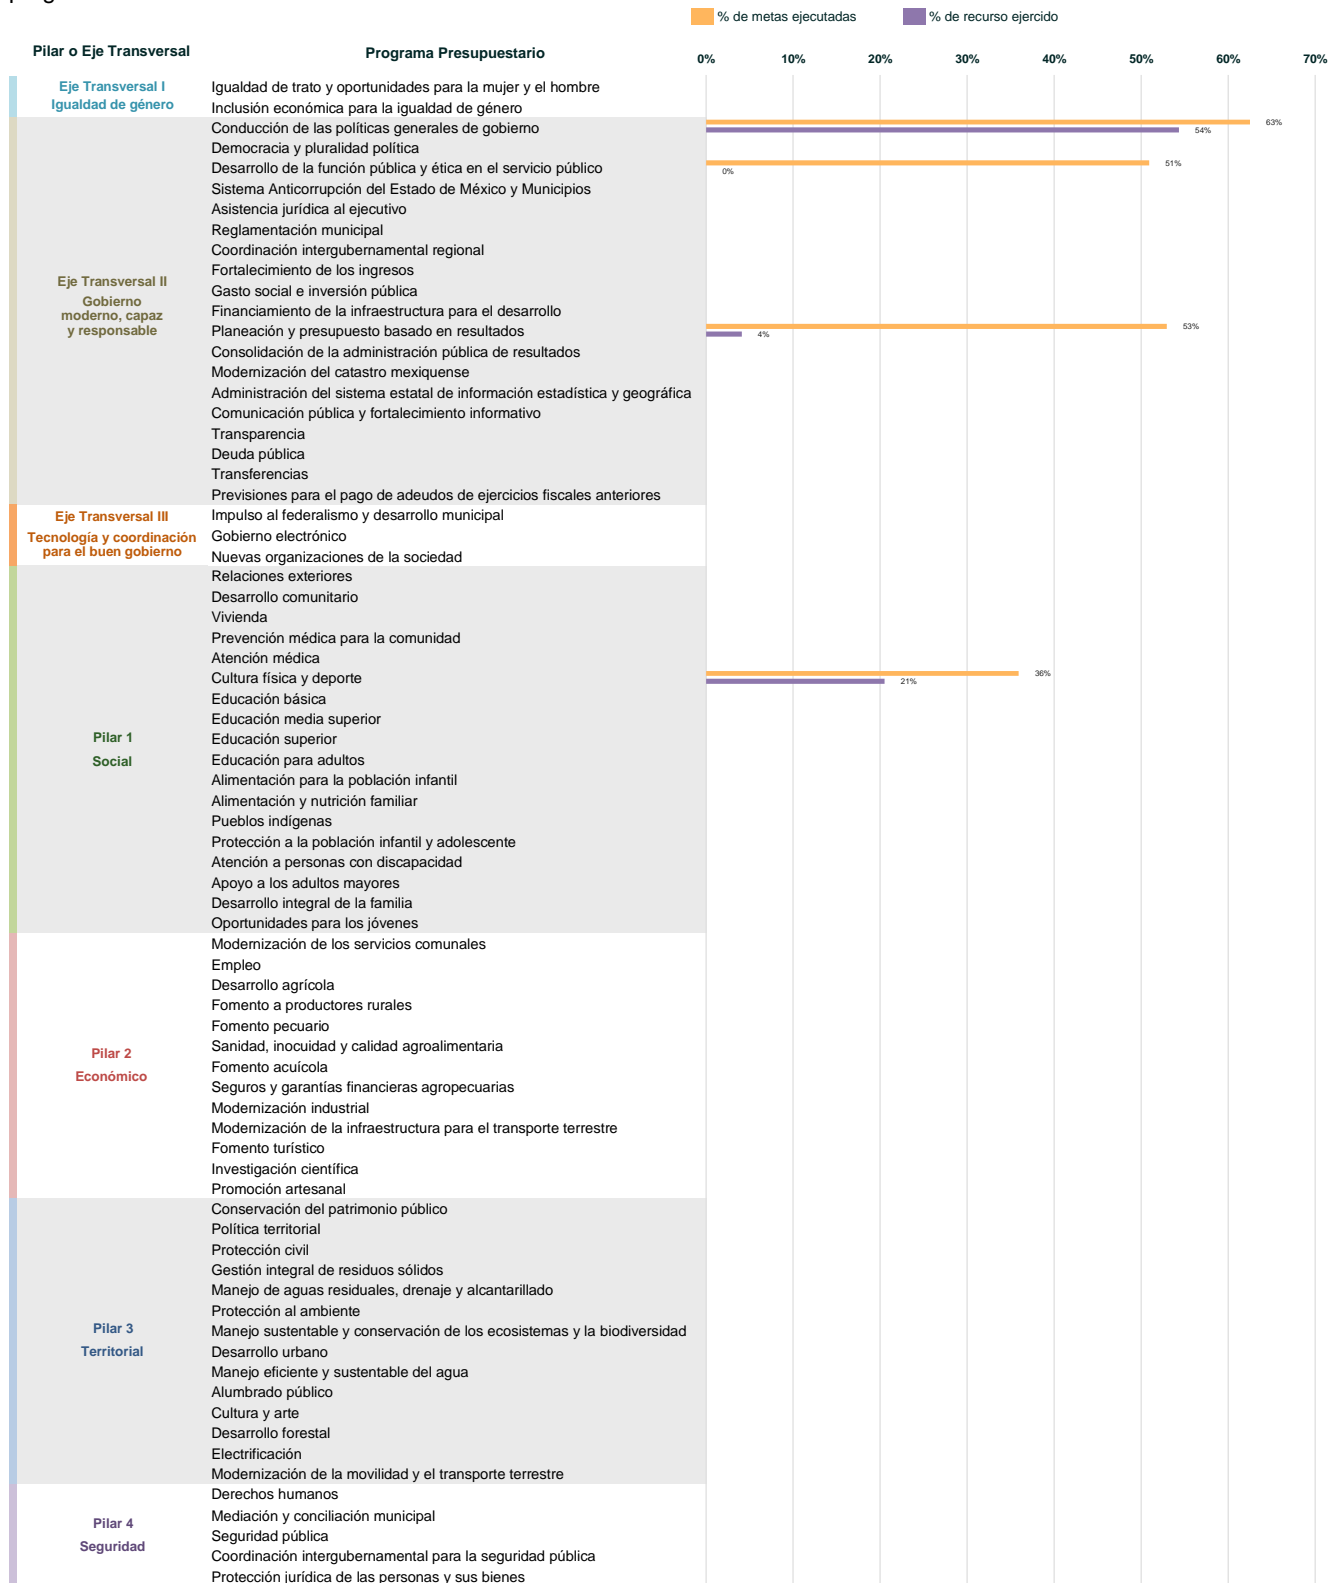 % de metas ejecutadas % de recurso ejercido
Pilar o Eje Transversal Programa Presupuestario 0% 10% 20% 30% 40% 50% 60% 70%
Eje Transversal I
Igualdad de género
Igualdad de trato y oportunidades para la mujer y el hombre
Inclusión económica para la igualdad de género
Eje Transversal II
Gobierno
moderno, capaz
y responsable
Conducción de las políticas generales de gobierno 63%
54%
Democracia y pluralidad política
Desarrollo de la función pública y ética en el servicio público 51%
0%
Sistema Anticorrupción del Estado de México y Municipios
Asistencia jurídica al ejecutivo
Reglamentación municipal
Coordinación intergubernamental regional
Fortalecimiento de los ingresos
Gasto social e inversión pública
Financiamiento de la infraestructura para el desarrollo
Planeación y presupuesto basado en resultados 53%
4%
Consolidación de la administración pública de resultados
Modernización del catastro mexiquense
Administración del sistema estatal de información estadística y geográfica
Comunicación pública y fortalecimiento informativo
Transparencia
Deuda pública
Transferencias
Previsiones para el pago de adeudos de ejercicios fiscales anteriores
Eje Transversal III
Tecnología y coordinación
para el buen gobierno
Impulso al federalismo y desarrollo municipal
Gobierno electrónico
Nuevas organizaciones de la sociedad
Pilar 1
Social
Relaciones exteriores
Desarrollo comunitario
Vivienda
Prevención médica para la comunidad
Atención médica
Cultura física y deporte 36%
21%
Educación básica
Educación media superior
Educación superior
Educación para adultos
Alimentación para la población infantil
Alimentación y nutrición familiar
Pueblos indígenas
Protección a la población infantil y adolescente
Atención a personas con discapacidad
Apoyo a los adultos mayores
Desarrollo integral de la familia
Oportunidades para los jóvenes
Pilar 2
Económico
Modernización de los servicios comunales
Empleo
Desarrollo agrícola
Fomento a productores rurales
Fomento pecuario
Sanidad, inocuidad y calidad agroalimentaria
Fomento acuícola
Seguros y garantías financieras agropecuarias
Modernización industrial
Modernización de la infraestructura para el transporte terrestre
Fomento turístico
Investigación científica
Promoción artesanal
Pilar 3
Territorial
Conservación del patrimonio público
Política territorial
Protección civil
Gestión integral de residuos sólidos
Manejo de aguas residuales, drenaje y alcantarillado
Protección al ambiente
Manejo sustentable y conservación de los ecosistemas y la biodiversidad
Desarrollo urbano
Manejo eficiente y sustentable del agua
Alumbrado público
Cultura y arte
Desarrollo forestal
Electrificación
Modernización de la movilidad y el transporte terrestre
Pilar 4
Seguridad
Derechos humanos
Mediación y conciliación municipal
Seguridad pública
Coordinación intergubernamental para la seguridad pública
Protección jurídica de las personas y sus bienes